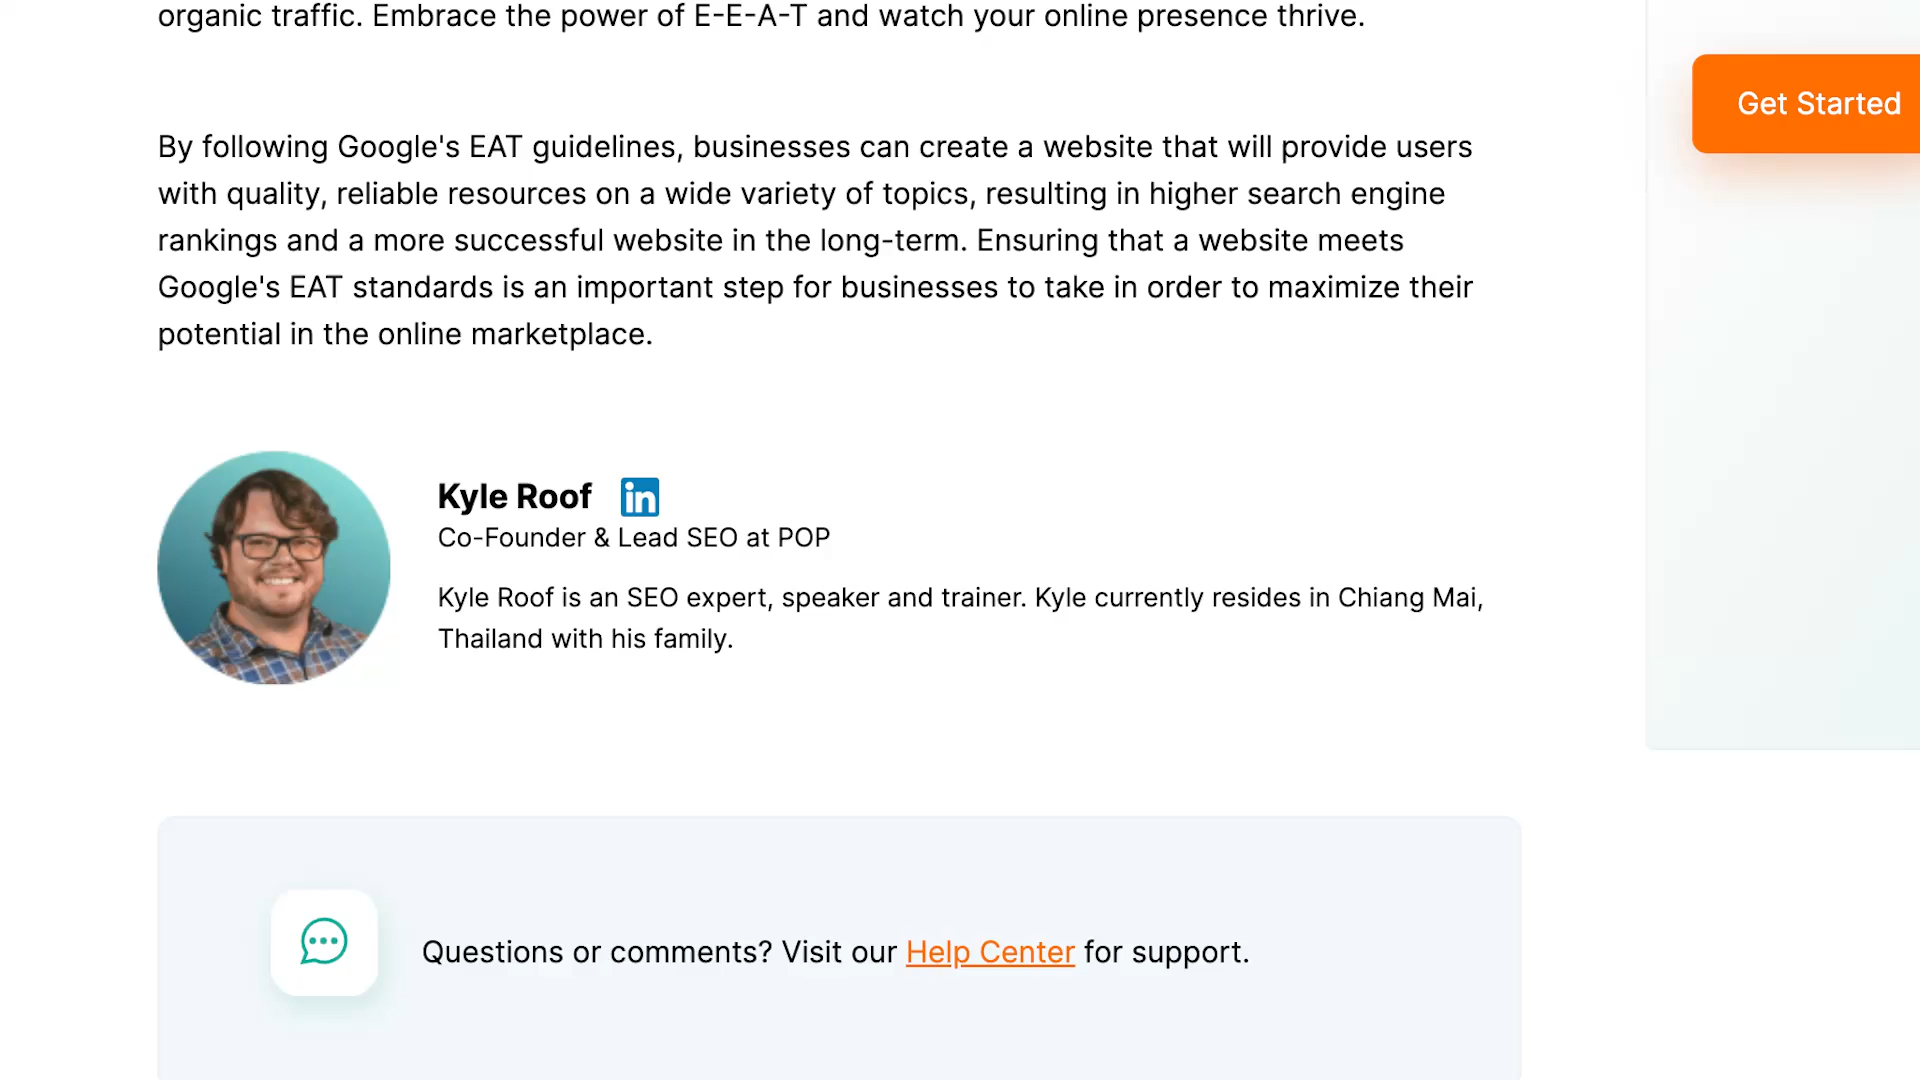 organic traffic. Embrace the power of E-E-A-T and watch your online presence thrive.
Get Started
By following Google's EAT guidelines, businesses can create a website that will provide users
with quality, reliable resources on a wide variety of topics, resulting in higher search engine
rankings and a more successful website in the long-term. Ensuring that a website meets
Google's EAT standards is an important step for businesses to take in order to maximize their
potential in the online marketplace.
Kyle Roof in
Co-Founder & Lead SEO at POP
Kyle Roof is an SEO expert, speaker and trainer. Kyle currently resides in Chiang Mai,
Thailand with his family.
Questions or comments? Visit our Help Center for support.